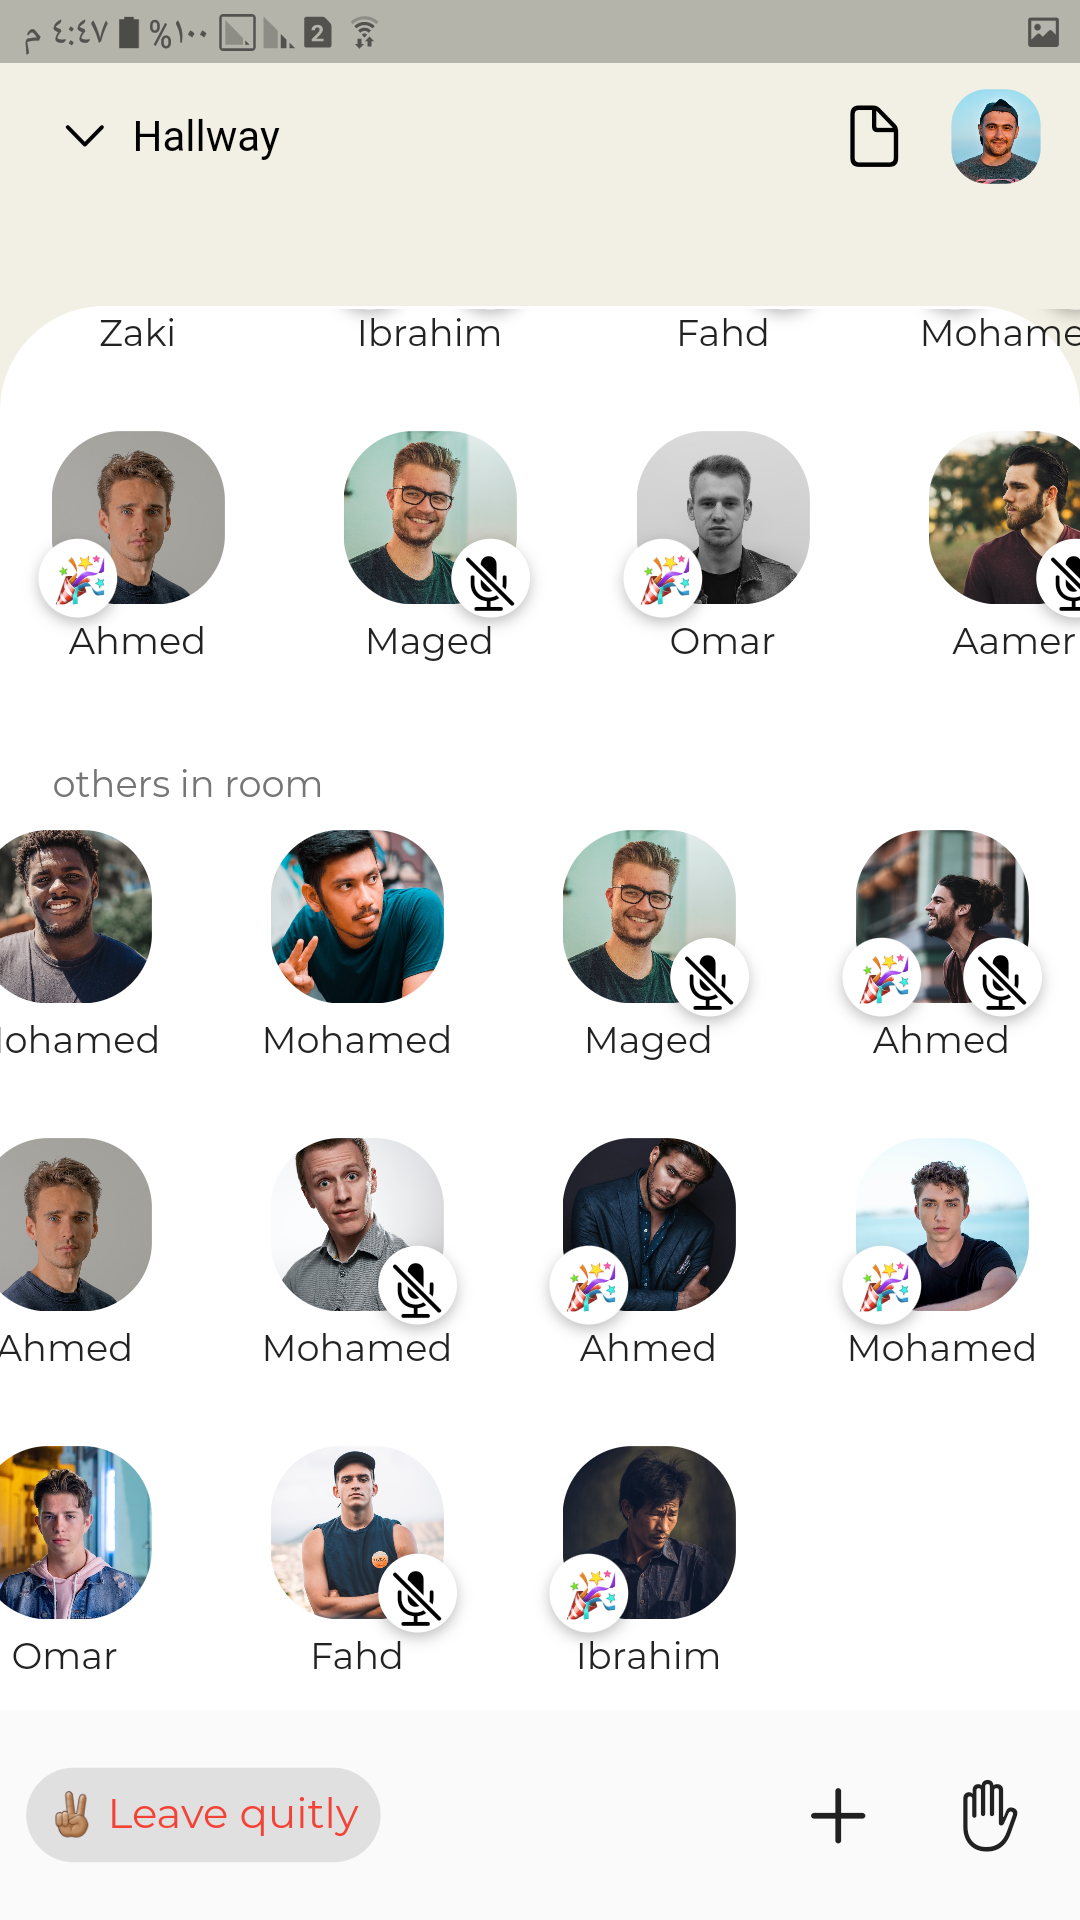 م ٤:٤٧ %١٠٠ 2
Hallway
Zaki Ibrahim Fahd Mohame
Ahmed Maged Omar Aamer
others in room
ohamed Mohamed Maged Ahmed
Ahmed Mohamed Ahmed Mohamed
Omar Fahd Ibrahim
✌🏽 Leave quitly